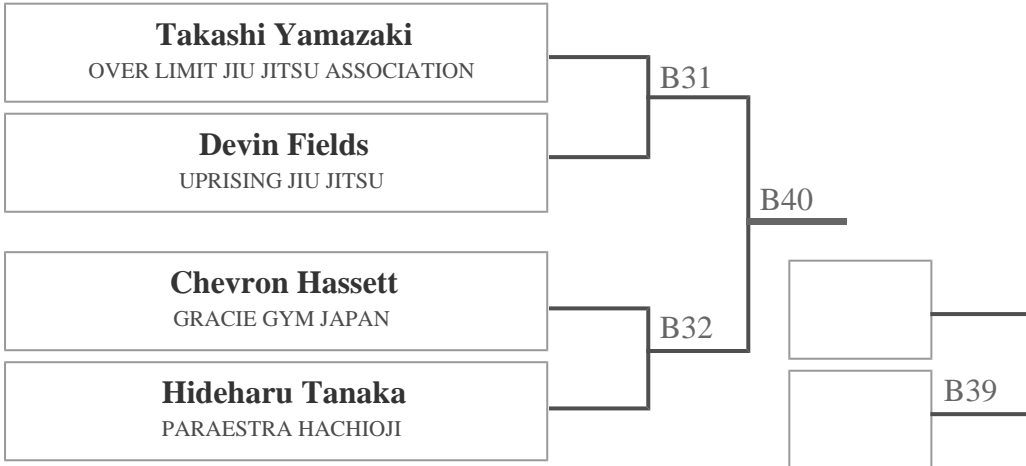 Takashi Yamazaki
OVER LIMIT JIU JITSU ASSOCIATION
B31
Devin Fields
UPRISING JIU JITSU
B40
Chevron Hassett
GRACIE GYM JAPAN
B32
Hideharu Tanaka
PARAESTRA HACHIOJI
B39